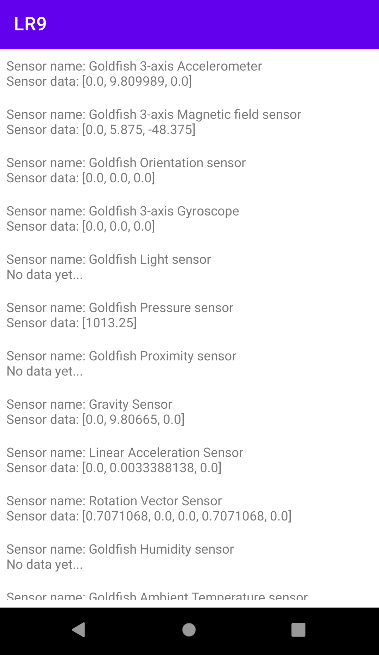 LR9
Sensor name: Goldfish 3-axis Accelerometer
Sensor data: [0.0, 9.809989, 0.0]
Sensor name: Goldfish 3-axis Magnetic field sensor
Sensor data: [0.0, 5.875, -48.375]
Sensor name: Goldfish Orientation sensor
Sensor data: [0.0, 0.0, 0.0]
Sensor name: Goldfish 3-axis Gyroscope
Sensor data: [0.0, 0.0, 0.0]
Sensor name: Goldfish Light sensor
No data yet...
Sensor name: Goldfish Pressure sensor
Sensor data: [1013.25]
Sensor name: Goldfish Proximity sensor
No data yet...
Sensor name: Gravity Sensor
Sensor data: [0.0, 9.80665, 0.0]
Sensor name: Linear Acceleration Sensor
Sensor data: [0.0, 0.0033388138, 0.0]
Sensor name: Rotation Vector Sensor
Sensor data: [0.7071068, 0.0, 0.0, 0.7071068, 0.0]
Sensor name: Goldfish Humidity sensor
No data yet...
Sensor name: Goldfish Ambient Temperature sensor